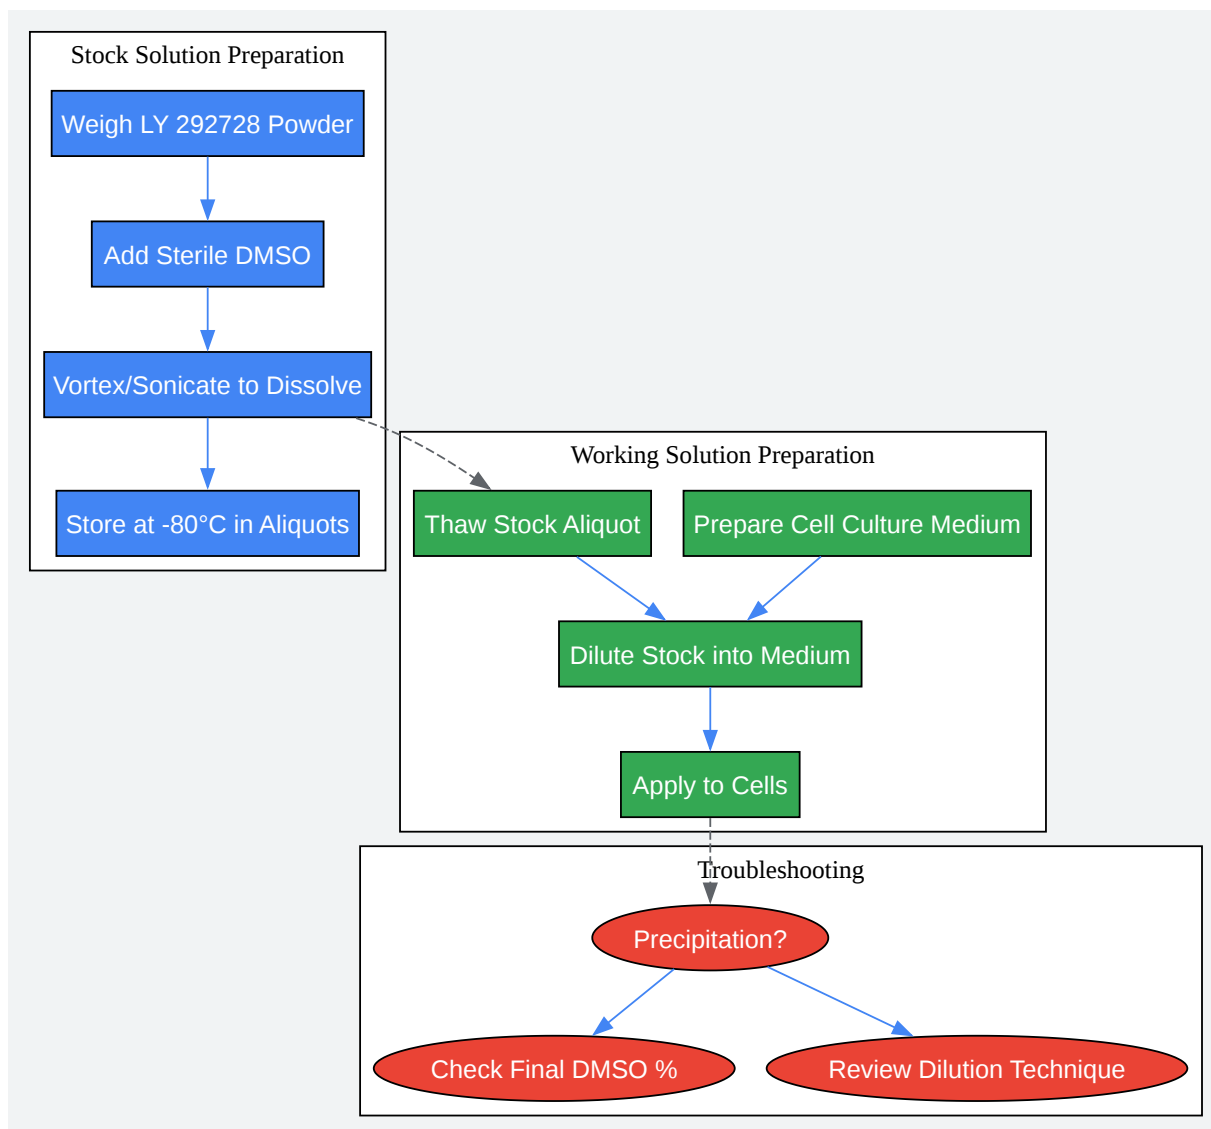 Stock Solution Preparation
Weigh LY 292728 Powder
Add Sterile DMSO
Vortex/Sonicate to Dissolve
Store at -80°C in Aliquots
Working Solution Preparation
Thaw Stock Aliquot
Prepare Cell Culture Medium
Dilute Stock into Medium
Apply to Cells
Troubleshooting
Precipitation?
Check Final DMSO %
Review Dilution Technique